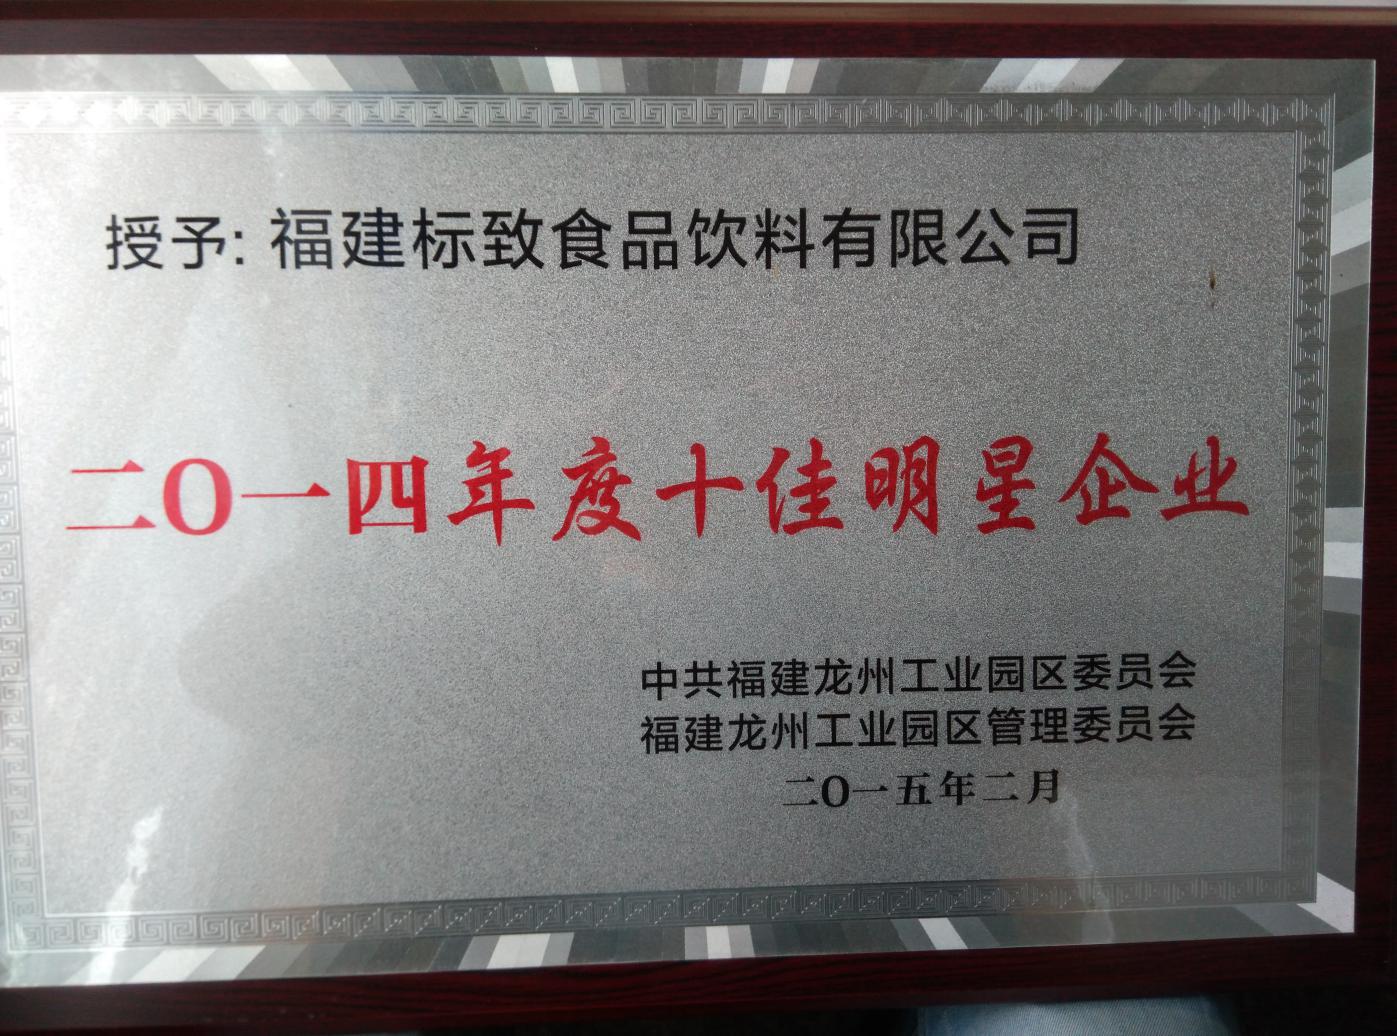 授予: 福建标致食品饮料有限公司
二O一四年度十佳明星企业
中共福建龙州工业园区委员会
福建龙州工业园区管理委员会
二O一五年二月